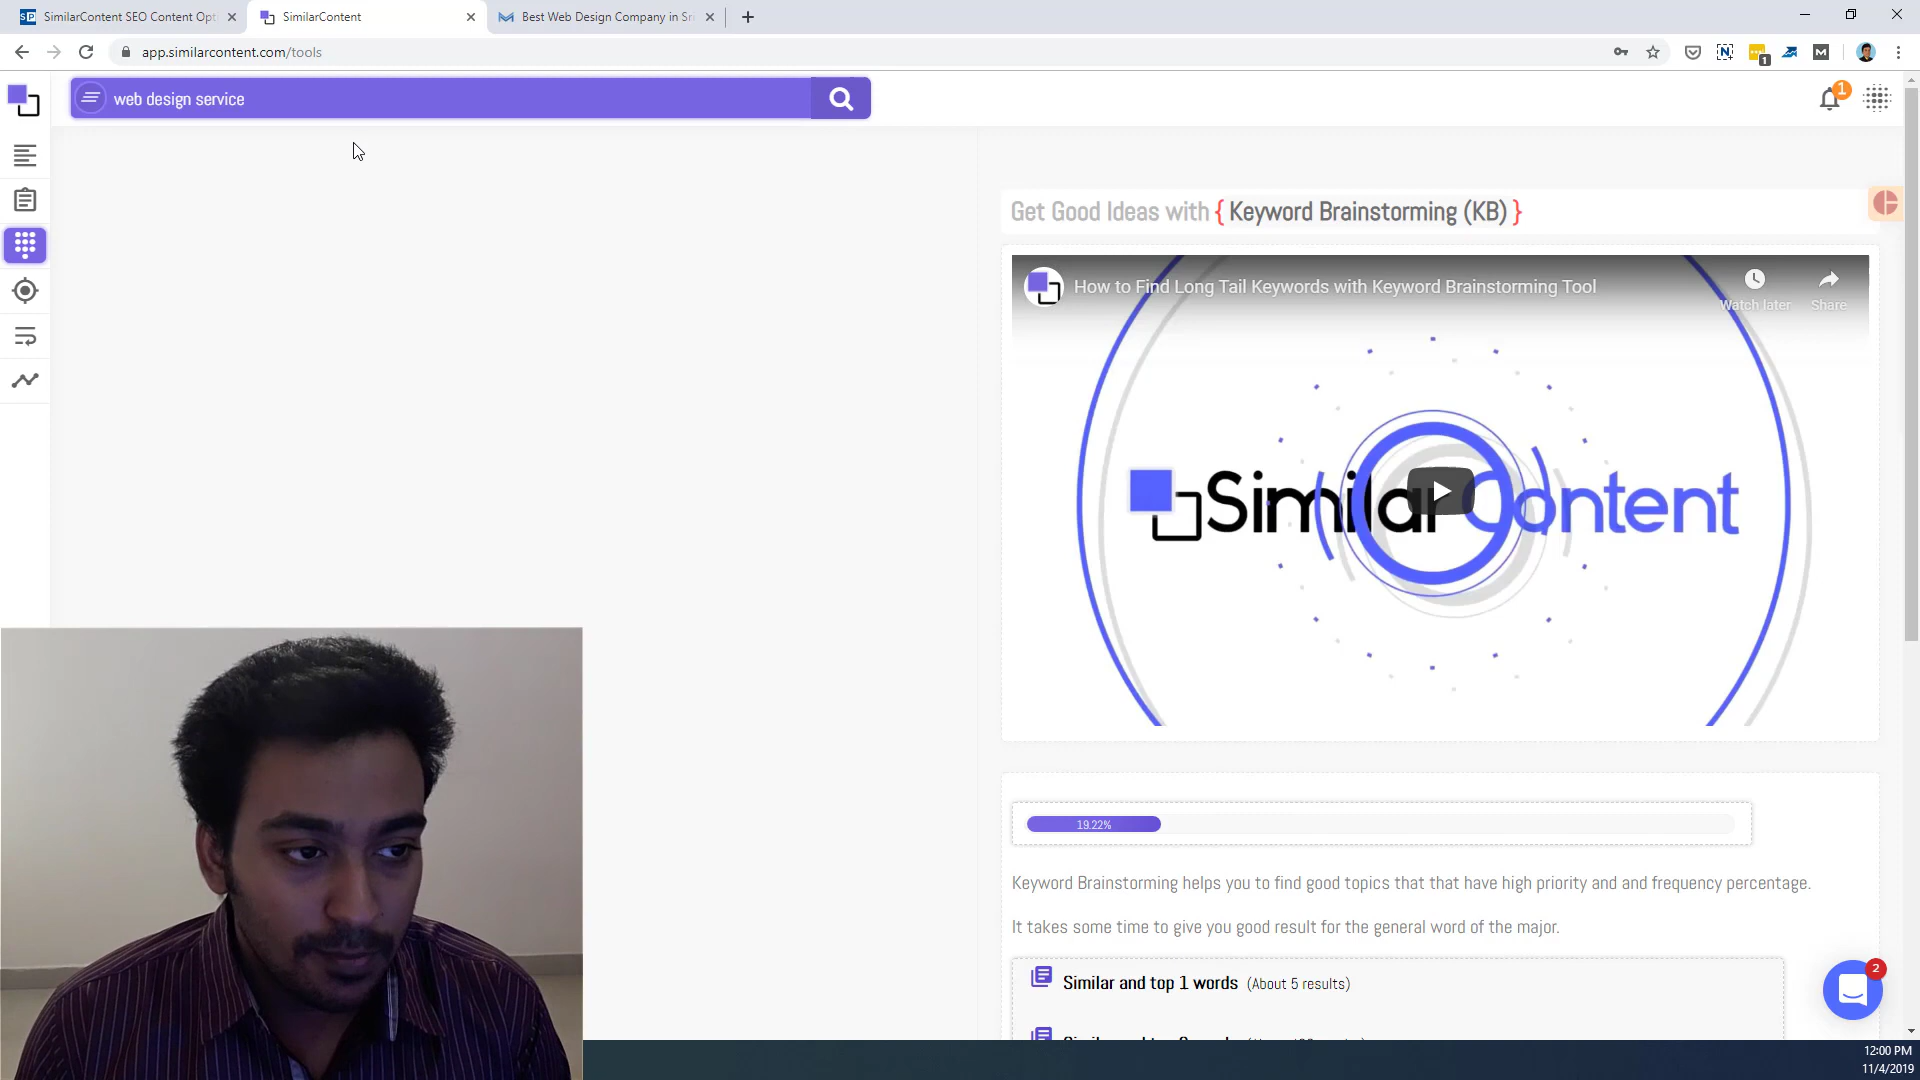 SimilarContent SEO Content Opt
SimilarContent
Best Web Design Company in Sri
app.similarcontent.com/tools
1
web design service
1
Get Good Ideas with { Keyword Brainstorming (KB) }
How to Find Long Tail Keywords with Keyword Brainstorming Tool
Watch later
Share
SimilarContent
19.22%
Keyword Brainstorming helps you to find good topics that that have high priority and and frequency percentage.
It takes some time to give you good result for the general word of the major.
Similar and top 1 words (About 5 results)
2
12:00 PM
11/4/2019